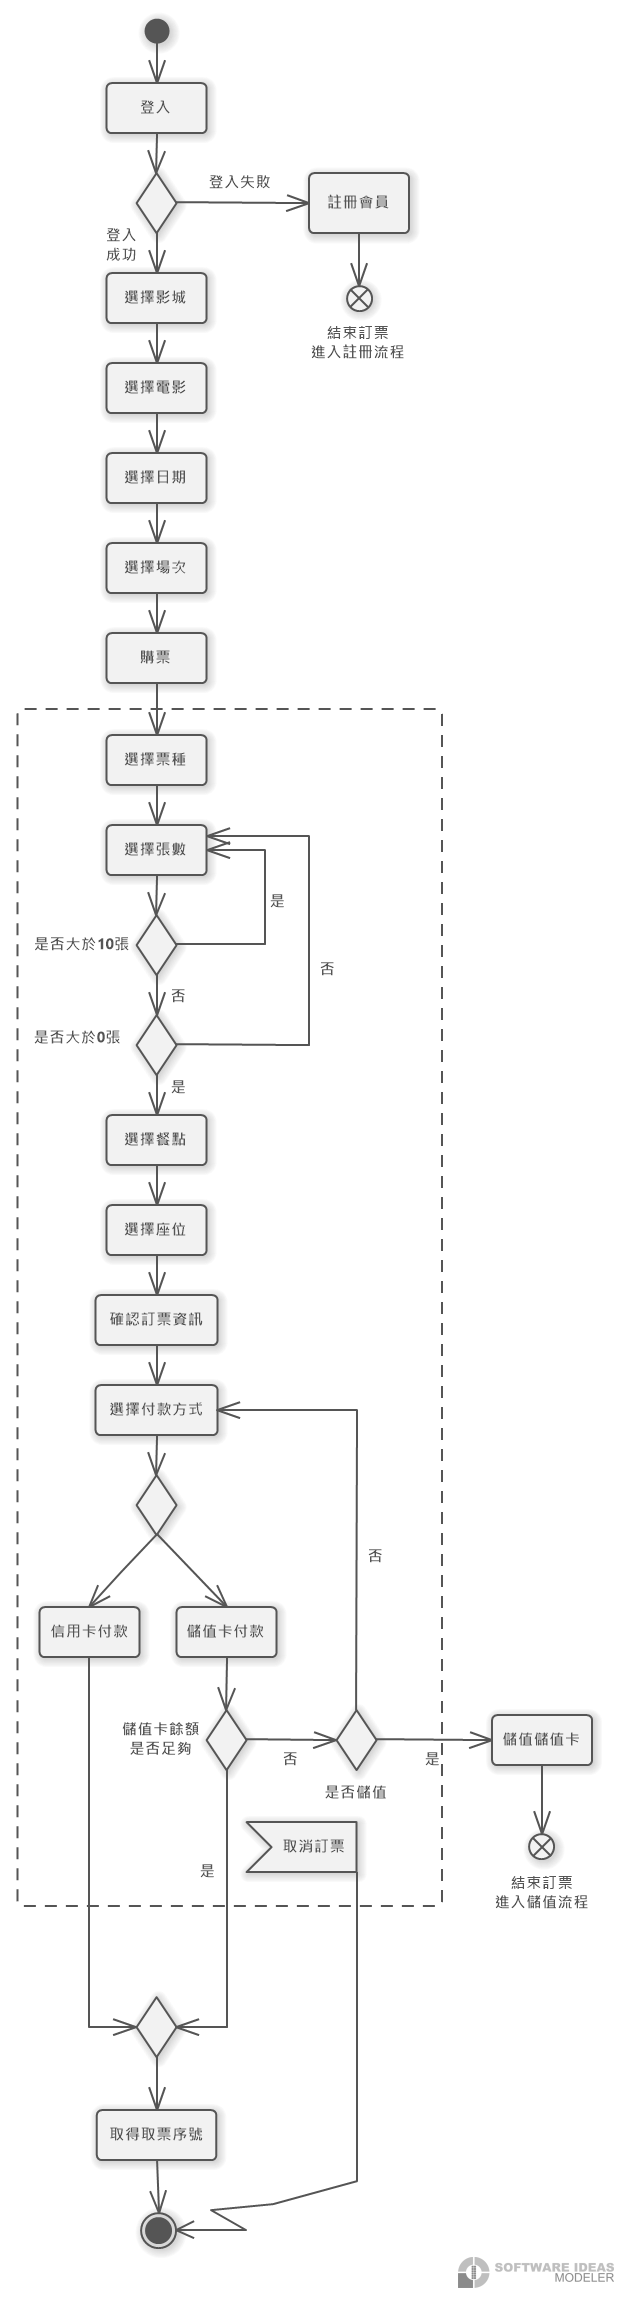 登入
登入失敗
註冊會員
登入
成功
選擇影城
結束訂票
進入註冊流程
選擇電影
選擇日期
選擇場次
購票
選擇票種
選擇張數
是
是否大於10張
否
否
是否大於0張
是
選擇餐點
選擇座位
確認訂票資訊
選擇付款方式
否
信用卡付款
儲值卡付款
儲值卡餘額
是否足夠
否
是否儲值
是
儲值儲值卡
取消訂票
是
結束訂票
進入儲值流程
取得取票序號
SOFTWARE IDEAS
MODELER